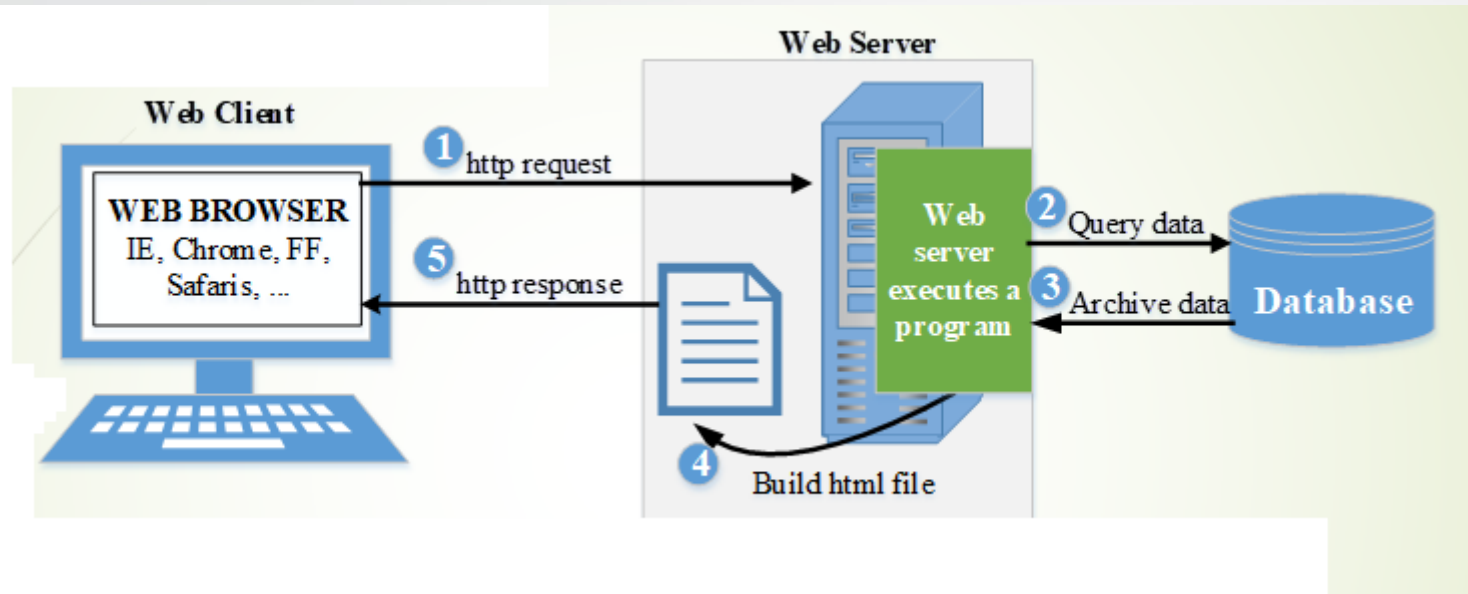 Web Server
Web Client
1
http request
WEB BROWSER
IE, Chrome, FF,
Safaris, ...
5
http response
Web
server
executes a
program
2
Query data
3
Archive data
Database
4
Build html file